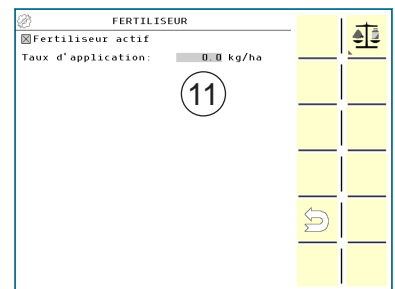 FERTILISEUR
Fertiliseur actif
Taux d'application: 0.0 kg/ha
11